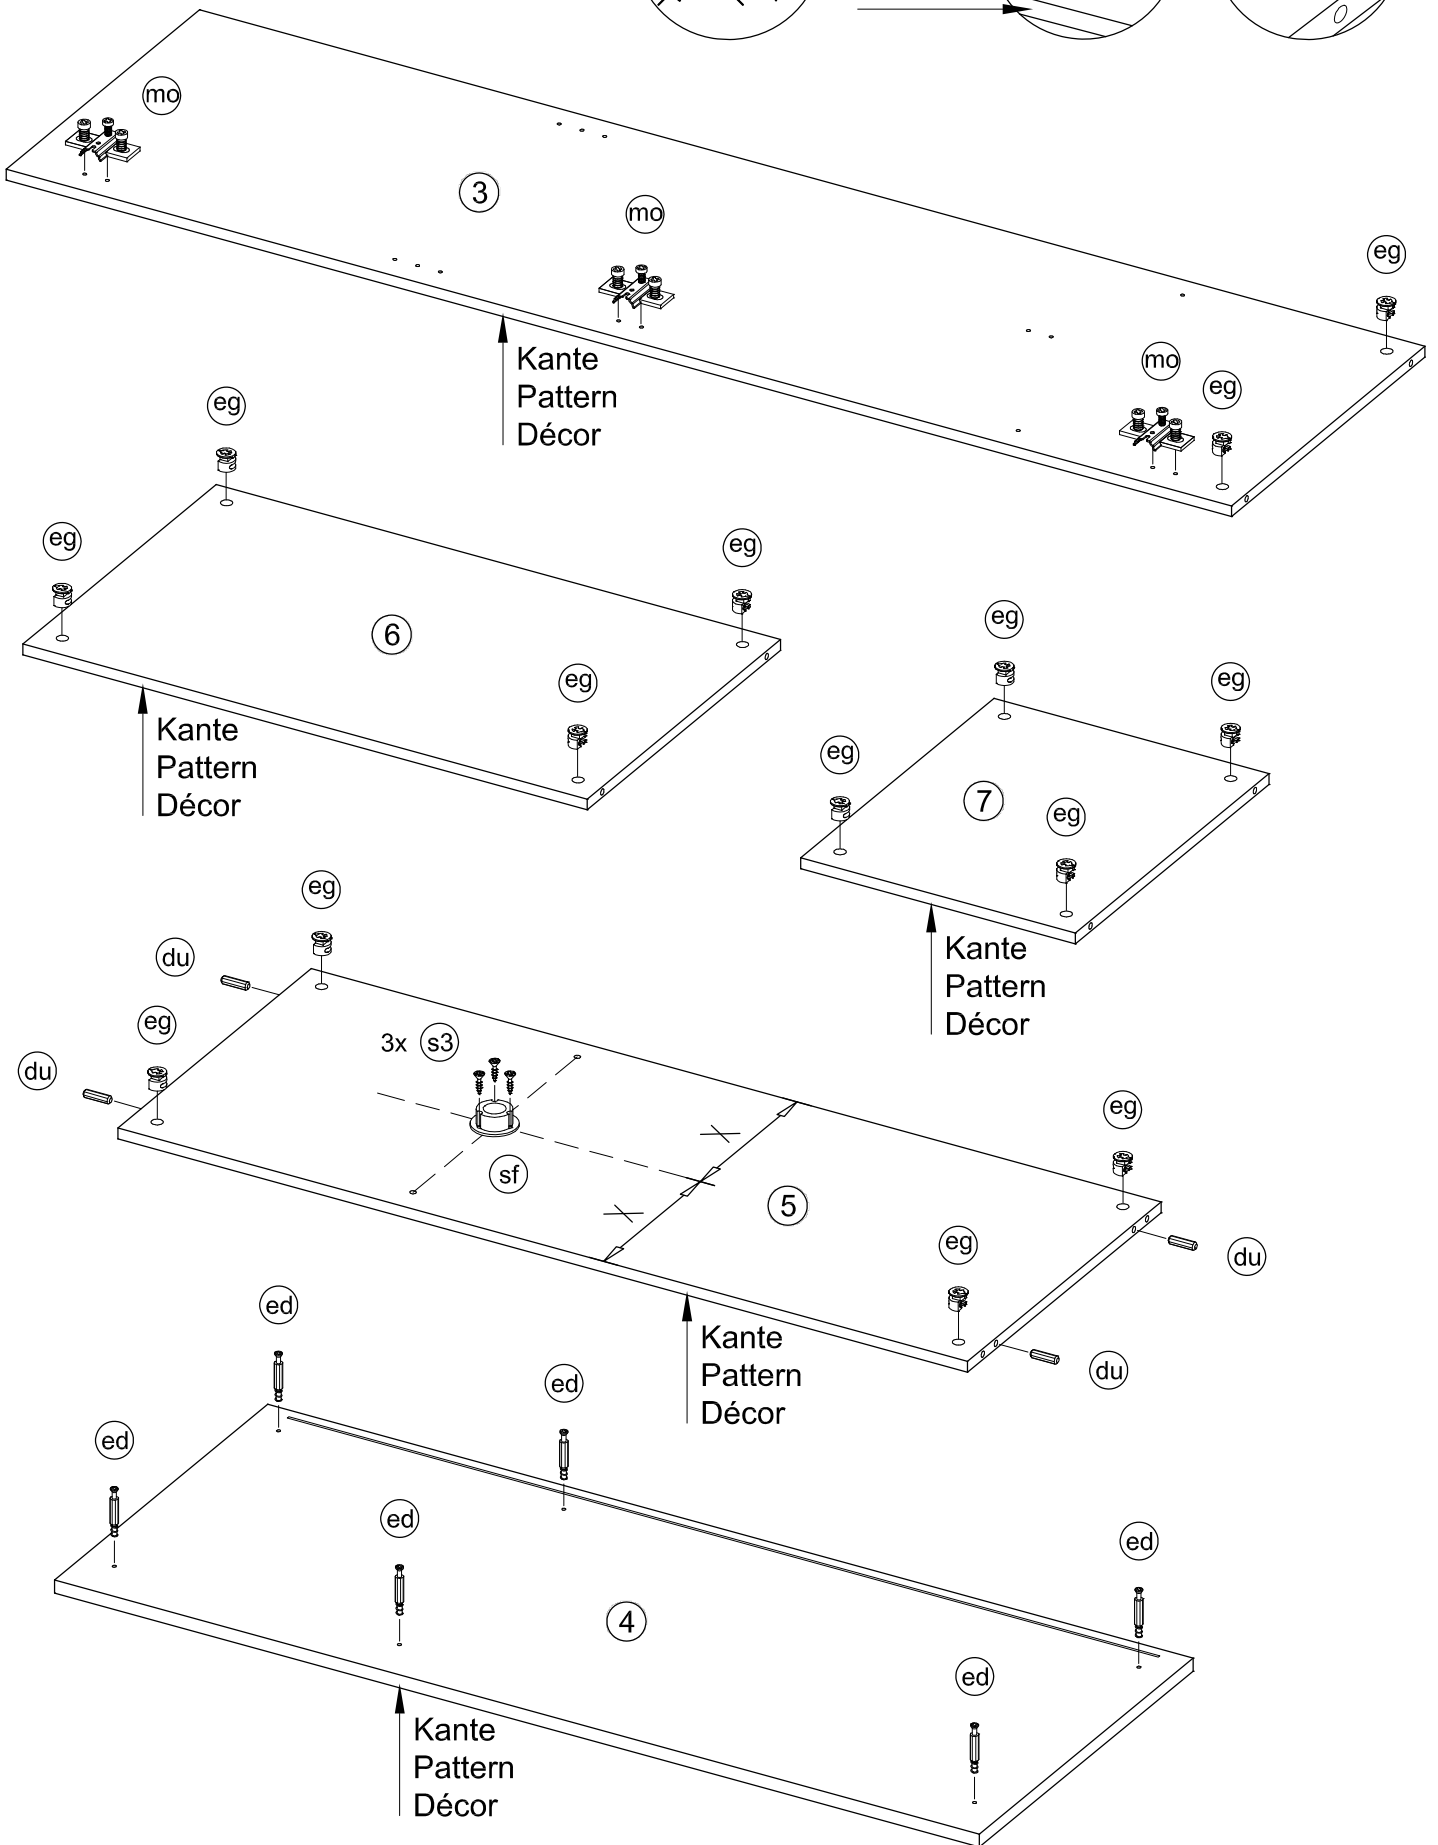 mo
3
mo
eg
mo
eg
Kante
Pattern
Décor
eg
eg
eg
6
eg
Kante
Pattern
Décor
eg
eg
eg
7
eg
Kante
Pattern
Décor
eg
du
eg
3x s3
du
eg
sf
5
eg
du
du
Kante
Pattern
Décor
X
X
ed
ed
ed
ed
ed
4
ed
Kante
Pattern
Décor